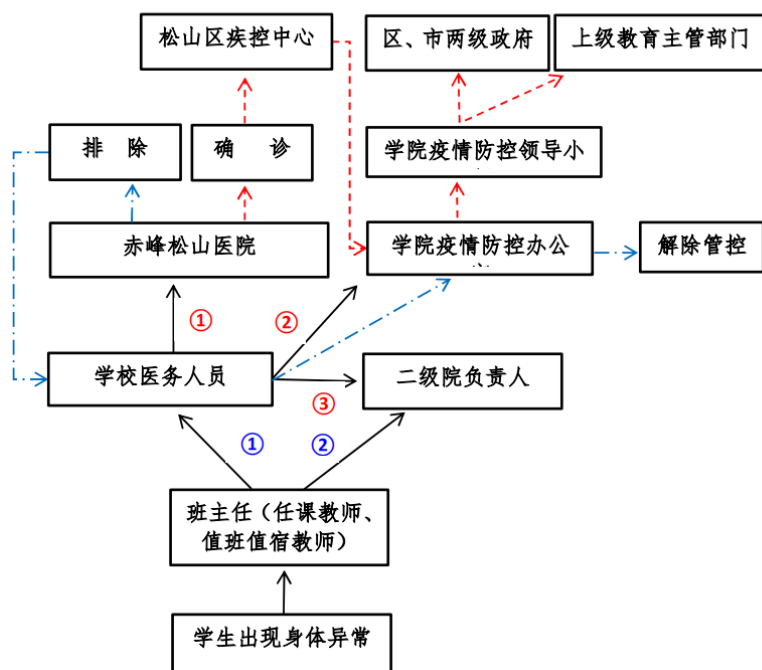 松山区疾控中心
区、市两级政府
上级教育主管部门
排 除
确 诊
学院疫情防控领导小
赤峰松山医院
学院疫情防控办公
解除管控
①
②
学校医务人员
二级院负责人
③
①
②
班主任（任课教师、
值班值宿教师）
学生出现身体异常